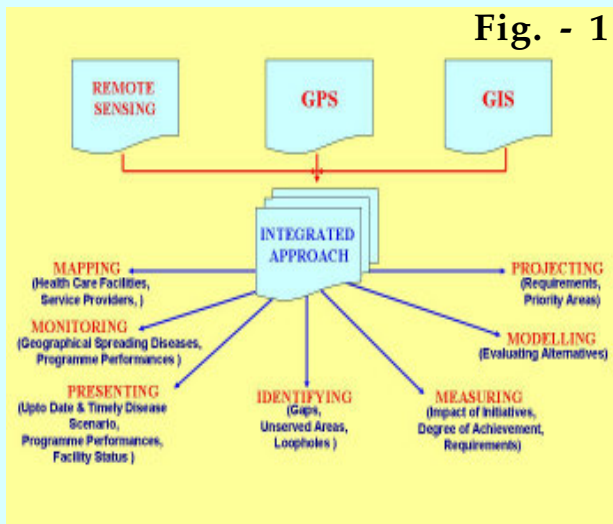 Fig. - 1
REMOTE
SENSING
GPS
GIS
INTEGRATED
APPROACH
MAPPING
(Health Care Facilities,
Service Providers, )
MONITORING
(Geographical Spreading Diseases,
Programme Performances )
PRESENTING
(Upto Date & Timely Disease
Scenario,
Programme Performances,
Facility Status )
IDENTIFYING
(Gaps,
Unserved Areas,
Loopholes )
MEASURING
(Impact of Initiatives,
Degree of Achievement,
Requirements)
MODELLING
(Evaluating Alternatives)
PROJECTING
(Requirements,
Priority Areas)